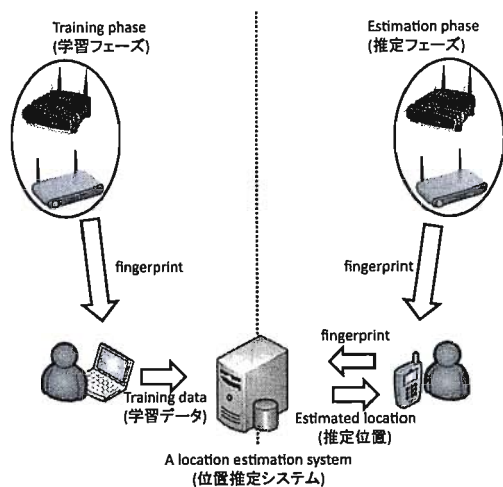 Training phase
(学習フェーズ)
Estimation phase
(推定フェーズ)
fingerprint
fingerprint
fingerprint
Training data
(学習データ)
Estimated location
(推定位置)
A location estimation system
(位置推定システム)